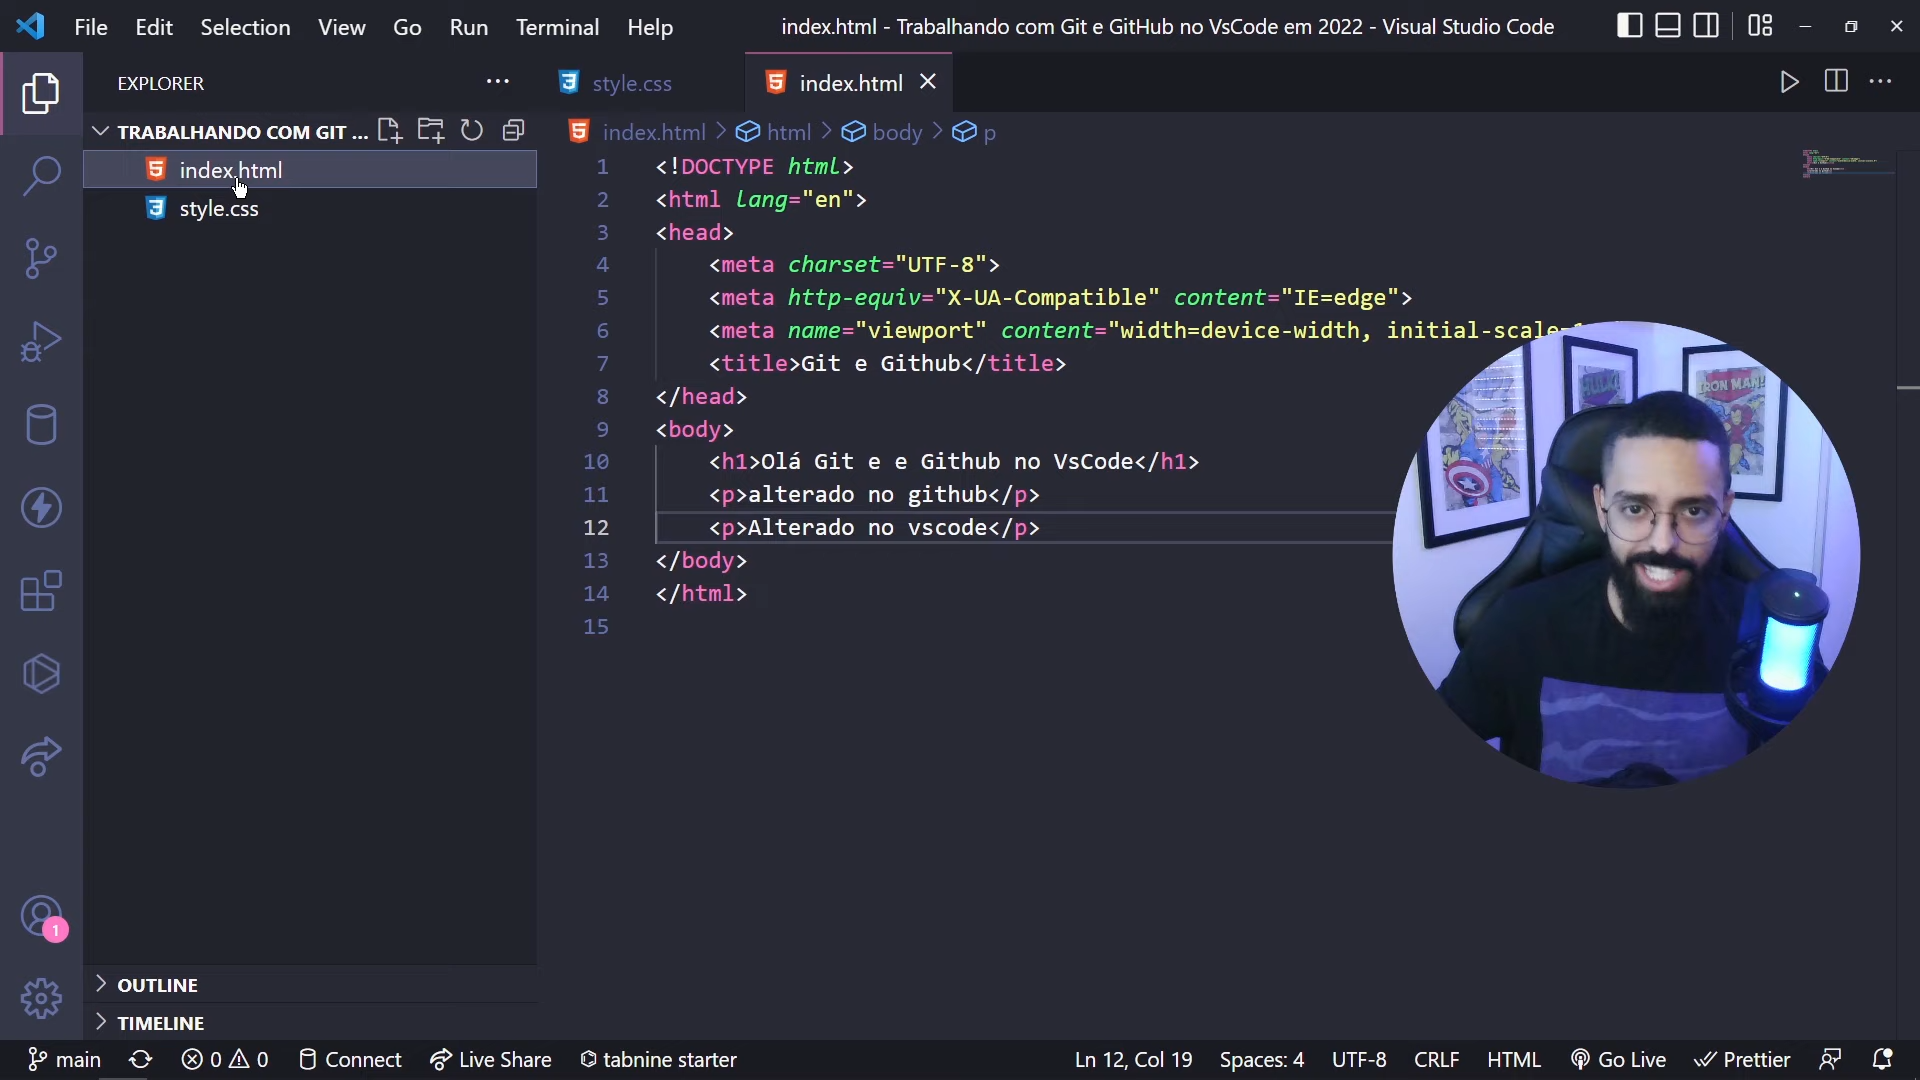 File Edit Selection View Go Run Terminal Help
index.html - Trabalhando com Git e GitHub no VsCode em 2022 - Visual Studio Code
EXPLORER
style.css
index.html
TRABALHANDO COM GIT ...
index.html > html > body > p
index.html
style.css
1 <!DOCTYPE html>
2 <html lang="en">
3 <head>
4 <meta charset="UTF-8">
5 <meta http-equiv="X-UA-Compatible" content="IE=edge">
6 <meta name="viewport" content="width=device-width, initial-scale=1
7 <title>Git e Github</title>
8 </head>
9 <body>
10 <h1>Olá Git e e Github no VsCode</h1>
11 <p>alterado no github</p>
12 <p>Alterado no vscode</p>
13 </body>
14 </html>
15
HULK!
IRON MAN!
1
OUTLINE
TIMELINE
main 0 0 Connect Live Share tabnine starter Ln 12, Col 19 Spaces: 4 UTF-8 CRLF HTML Go Live Prettier